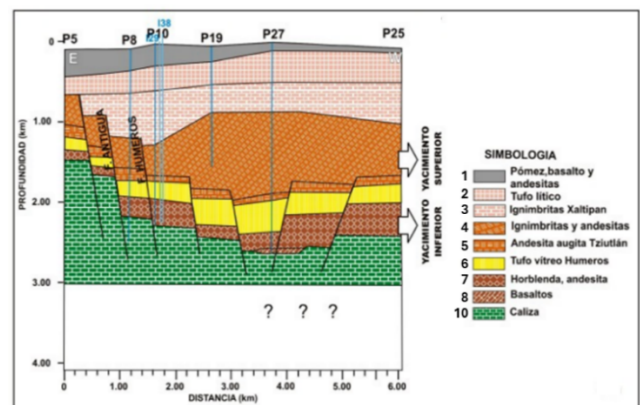 P5 P8 I29 P10 I38 P19 P27 P25
E
0
1.00
2.00
3.00
4.00
PROFUNDIDAD (km)
F. ANTIGUA
F. HUMEROS
? ? ?
0 1.00 2.00 3.00 4.00 5.00 6.00
DISTANCIA (km)
YACIMIENTO SUPERIOR
YACIMIENTO INFERIOR
SIMBOLOGIA
1 Pómez,basalto y andesitas
2 Tufo lítico
3 Ignimbritas Xaltipan
4 Ignimbritas y andesitas
5 Andesita augita Tziutlán
6 Tufo vitreo Humeros
7 Horblenda, andesita
8 Basaltos
10 Caliza